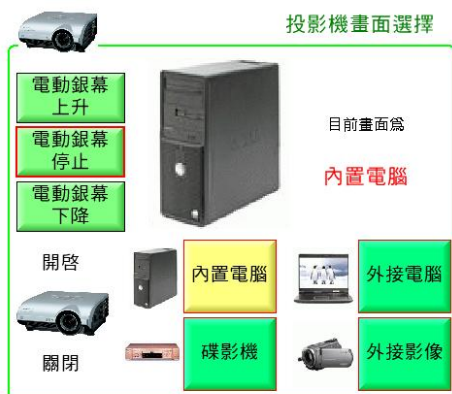 投影機畫面選擇
電動銀幕
上升
電動銀幕
停止
電動銀幕
下降
目前畫面為
內置電腦
開啓
關閉
內置電腦
外接電腦
碟影機
外接影像